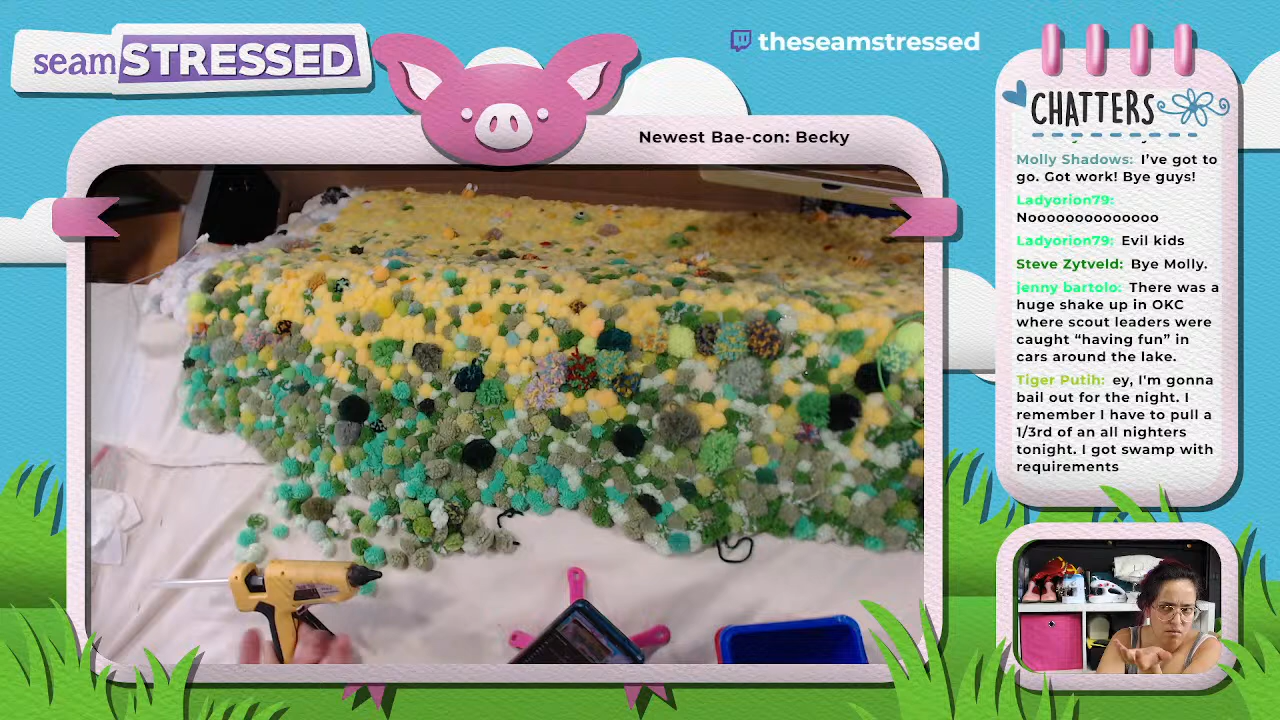 seamSTRESSED
theseamstressed
Newest Bae-con: Becky
CHATTERS
Molly Shadows: I've got to
go. Got work! Bye guys!
Ladyorion79:
Noooooooooooooo
Ladyorion79: Evil kids
Steve Zytveld: Bye Molly.
jenny bartolo: There was a
huge shake up in OKC
where scout leaders were
caught “having fun” in
cars around the lake.
Tiger Putih: ey, I'm gonna
bail out for the night. I
remember I have to pull a
1/3rd of an all nighters
tonight. I got swamp with
requirements